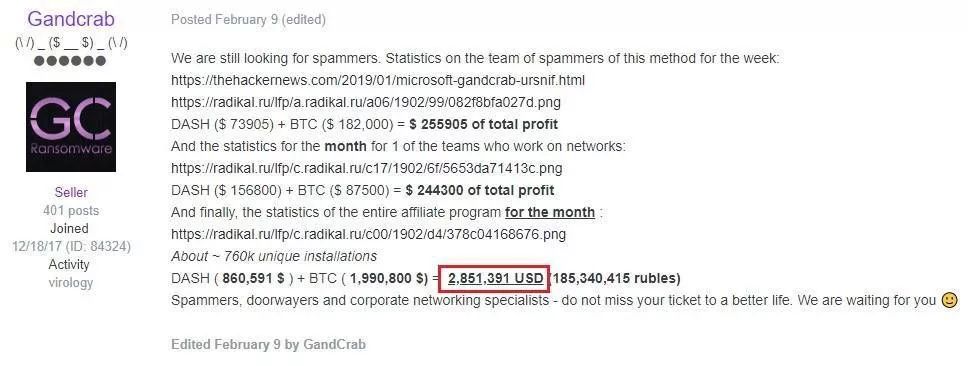 Gandcrab
(\ /) _ ($ __ $) _ (\ /)
●●●●●●
GC
Ransomware
Seller
401 posts
Joined
12/18/17 (ID: 84324)
Activity
virology
Posted February 9 (edited)
We are still looking for spammers. Statistics on the team of spammers of this method for the week:
https://thehackernews.com/2019/01/microsoft-gandcrab-ursnif.html
https://radikal.ru/lfp/a.radikal.ru/a06/1902/99/082f8bfa027d.png
DASH ($ 73905) + BTC ($ 182,000) = $ 255905 of total profit
And the statistics for the month for 1 of the teams who work on networks:
https://radikal.ru/lfp/c.radikal.ru/c17/1902/6f/5653da71413c.png
DASH ($ 156800) + BTC ($ 87500) = $ 244300 of total profit
And finally, the statistics of the entire affiliate program for the month :
https://radikal.ru/lfp/c.radikal.ru/c00/1902/d4/378c04168676.png
About ~ 760k unique installations
DASH ( 860,591 $ ) + BTC ( 1,990,800 $) = 2,851,391 USD (185,340,415 rubles)
Spammers, doorwayers and corporate networking specialists - do not miss your ticket to a better life. We are waiting for you 🙂
Edited February 9 by GandCrab